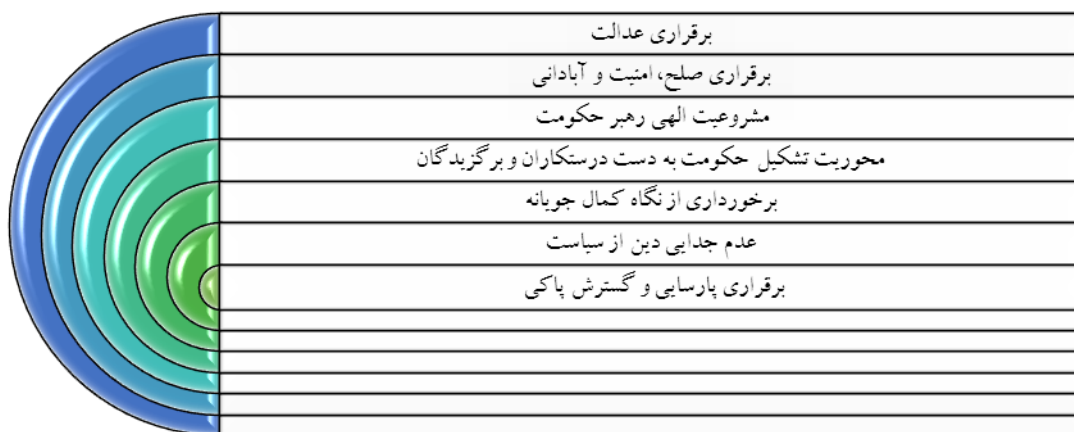 برقراری عدالت
برقراری صلح، امنیت و آبادانی
مشروعیت الهی رهبر حکومت
محوریت تشکیل حکومت به دست درستکاران و برگزیدگان
برخورداری از نگاه کمال جویانه
عدم جدایی دین از سیاست
برقراری پارسایی و گسترش پاکی